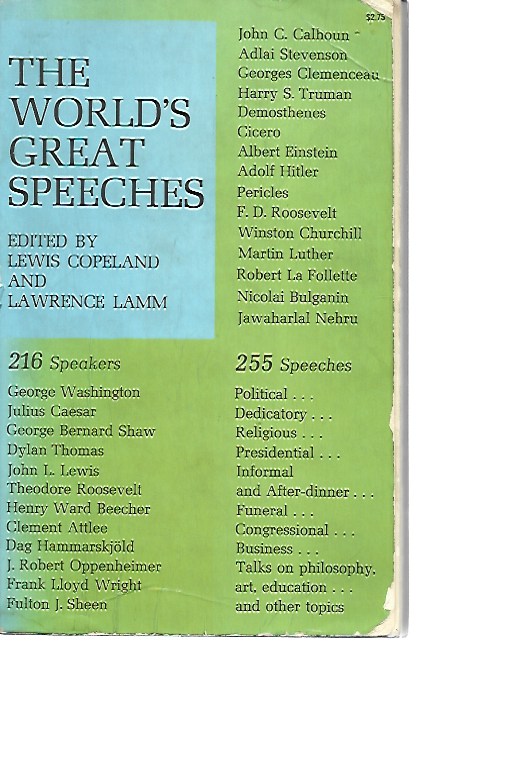 $2.75
THE
WORLD'S
GREAT
SPEECHES
EDITED BY
LEWIS COPELAND
AND
LAWRENCE LAMM
John C. Calhoun
Adlai Stevenson
Georges Clemenceau
Harry S. Truman
Demosthenes
Cicero
Albert Einstein
Adolf Hitler
Pericles
F. D. Roosevelt
Winston Churchill
Martin Luther
Robert La Follette
Nicolai Bulganin
Jawaharlal Nehru
216 Speakers
George Washington
Julius Caesar
George Bernard Shaw
Dylan Thomas
John L. Lewis
Theodore Roosevelt
Henry Ward Beecher
Clement Attlee
Dag Hammarskjöld
J. Robert Oppenheimer
Frank Lloyd Wright
Fulton J. Sheen
255 Speeches
Political . . .
Dedicatory . . .
Religious . . .
Presidential . . .
Informal
and After-dinner . . .
Funeral . . .
Congressional . . .
Business . . .
Talks on philosophy,
art, education . . .
and other topics